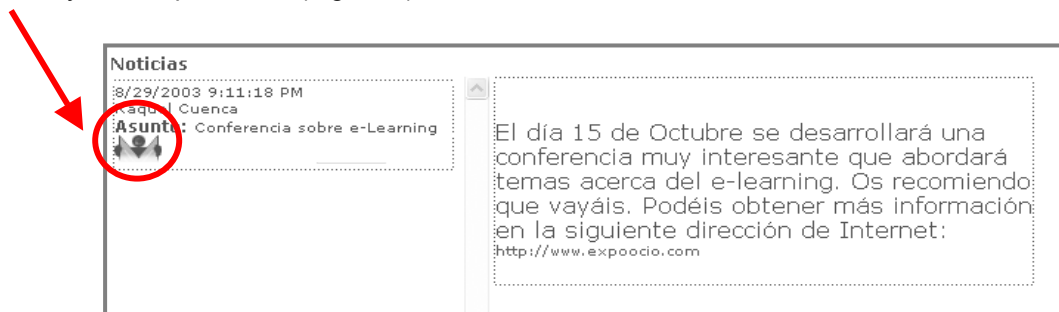 Noticias
8/29/2003 9:11:18 PM
Raquel Cuenca
Asunto: Conferencia sobre e-Learning
El día 15 de Octubre se desarrollará una
conferencia muy interesante que abordará
temas acerca del e-learning. Os recomiendo
que vayáis. Podéis obtener más información
en la siguiente dirección de Internet:
http://www.expoocio.com